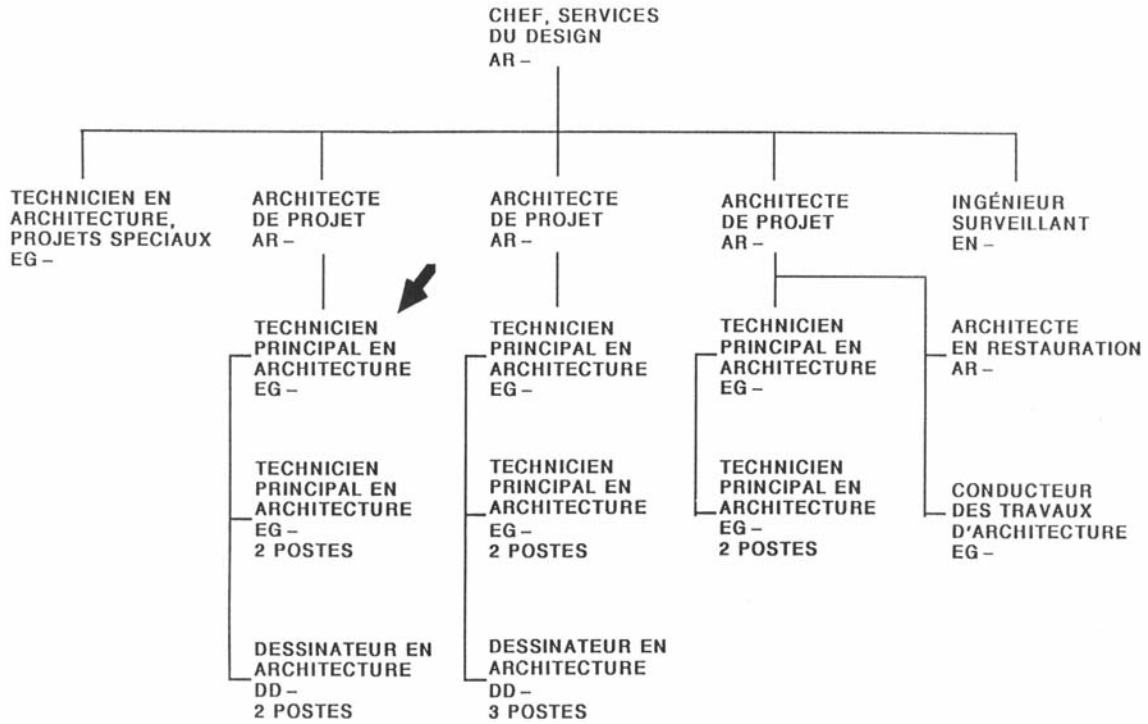 CHEF, SERVICES
DU DESIGN
AR –
TECHNICIEN EN
ARCHITECTURE,
PROJETS SPECIAUX
EG –
ARCHITECTE
DE PROJET
AR –
ARCHITECTE
DE PROJET
AR –
ARCHITECTE
DE PROJET
AR –
INGÉNIEUR
SURVEILLANT
EN –
TECHNICIEN
PRINCIPAL EN
ARCHITECTURE
EG –
TECHNICIEN
PRINCIPAL EN
ARCHITECTURE
EG –
TECHNICIEN
PRINCIPAL EN
ARCHITECTURE
EG –
ARCHITECTE
EN RESTAURATION
AR –
TECHNICIEN
PRINCIPAL EN
ARCHITECTURE
EG –
2 POSTES
TECHNICIEN
PRINCIPAL EN
ARCHITECTURE
EG –
2 POSTES
TECHNICIEN
PRINCIPAL EN
ARCHITECTURE
EG –
2 POSTES
CONDUCTEUR
DES TRAVAUX
D'ARCHITECTURE
EG –
DESSINATEUR EN
ARCHITECTURE
DD –
2 POSTES
DESSINATEUR EN
ARCHITECTURE
DD –
3 POSTES